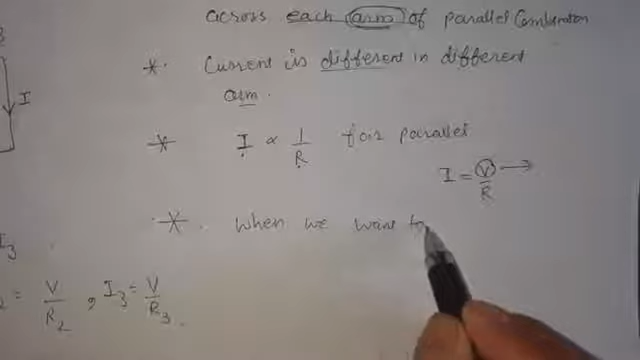 across each arm of parallel Combination
*. Current is different in different
arm.
* I ∝ 1/R for parallel
I = V/R →
*. when we want to
I
I3
2 = V/R2 , I3 = V/R3.